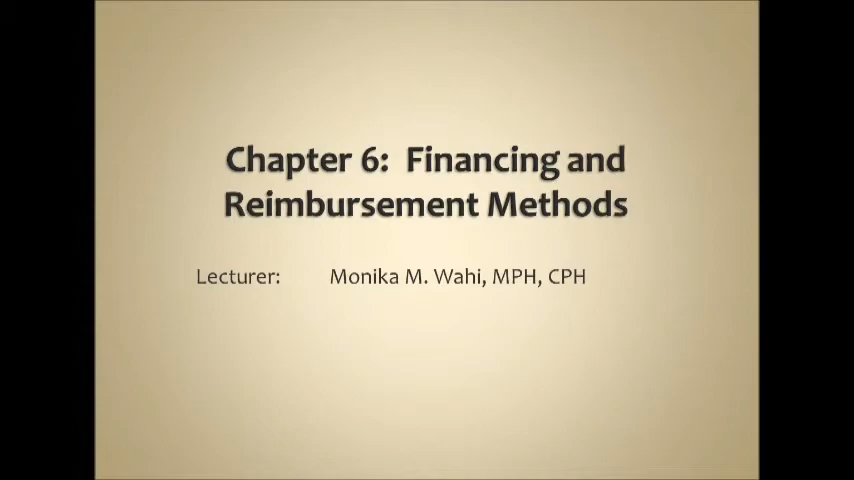 Chapter 6:  Financing and
Reimbursement Methods
Lecturer: Monika M. Wahi, MPH, CPH